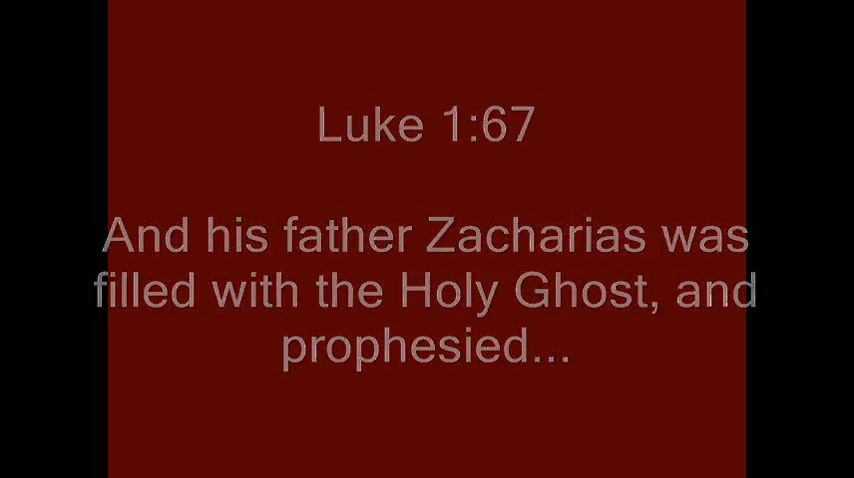 Luke 1:67
And his father Zacharias was
filled with the Holy Ghost, and
prophesied...